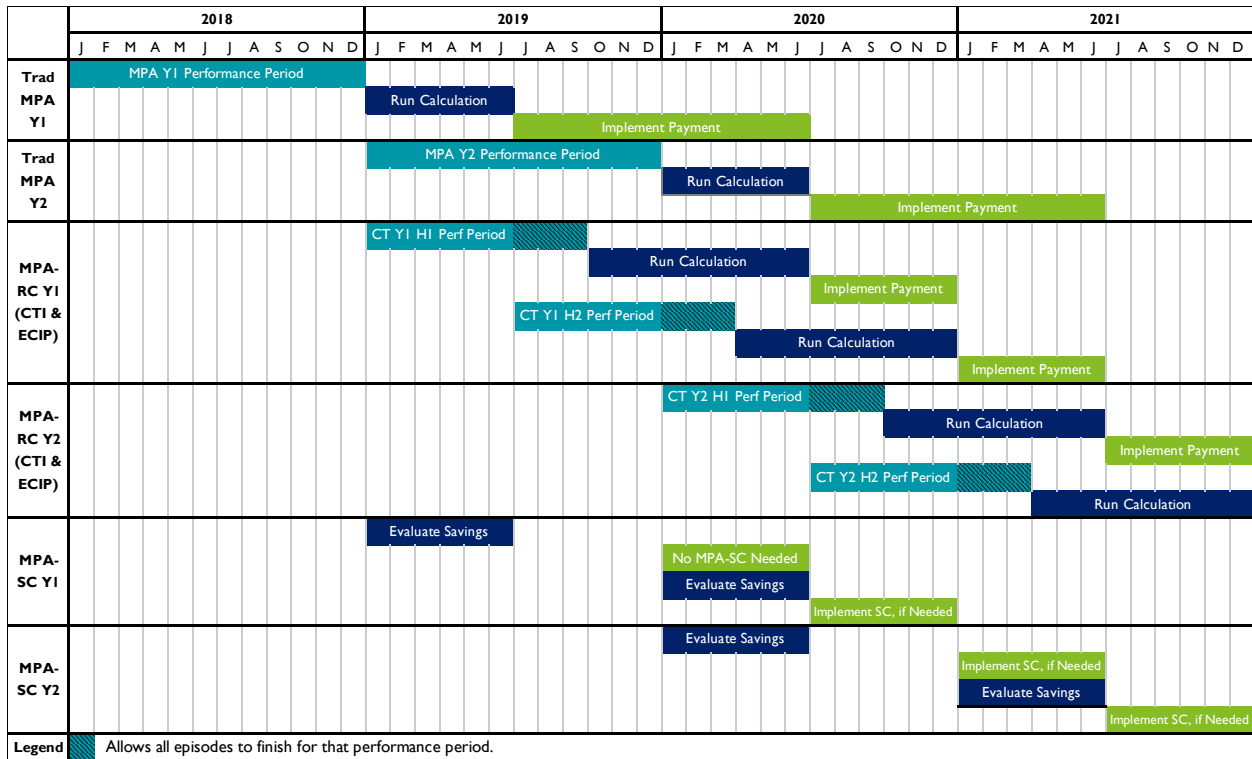 2018 2019 2020 2021
J F M A M J J A S O N D J F M A M J J A S O N D J F M A M J J A S O N D J F M A M J J A S O N D
Trad
MPA
Y1
MPA Y1 Performance Period
Run Calculation
Implement Payment
Trad
MPA
Y2
MPA Y2 Performance Period
Run Calculation
Implement Payment
MPA-
RC Y1
(CTI &
ECIP)
CT Y1 H1 Perf Period
Run Calculation
Implement Payment
CT Y1 H2 Perf Period
Run Calculation
Implement Payment
MPA-
RC Y2
(CTI &
ECIP)
CT Y2 H1 Perf Period
Run Calculation
Implement Payment
CT Y2 H2 Perf Period
Run Calculation
MPA-
SC Y1
Evaluate Savings
No MPA-SC Needed
Evaluate Savings
Implement SC, if Needed
MPA-
SC Y2
Evaluate Savings
Implement SC, if Needed
Evaluate Savings
Implement SC, if Needed
Legend Allows all episodes to finish for that performance period.